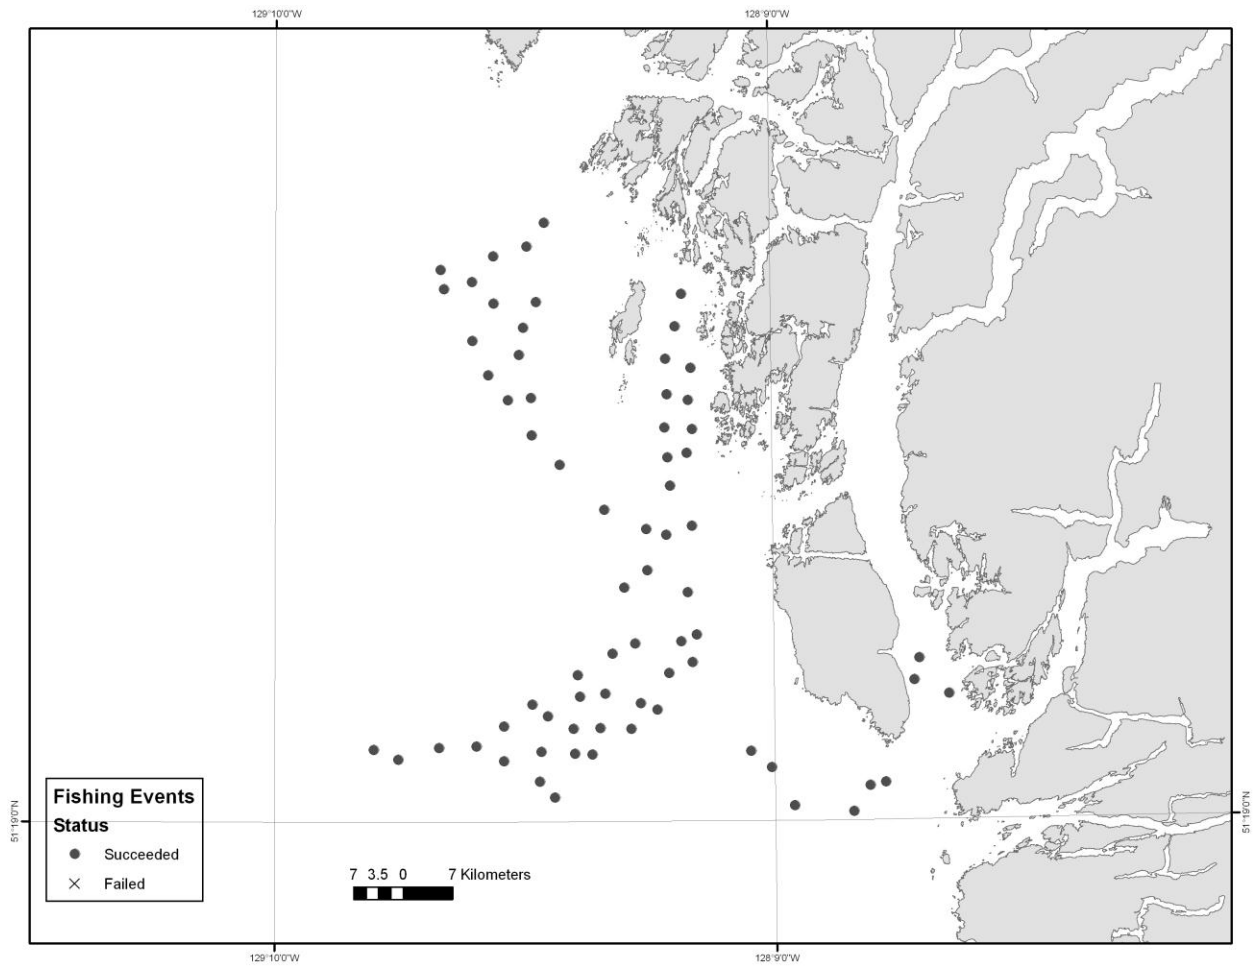 129°10'0"W 128°9'0"W
51°19'0"N
51°19'0"N
Fishing Events
Status
Succeeded
Failed
7 3.5 0 7 Kilometers
129°10'0"W 128°9'0"W